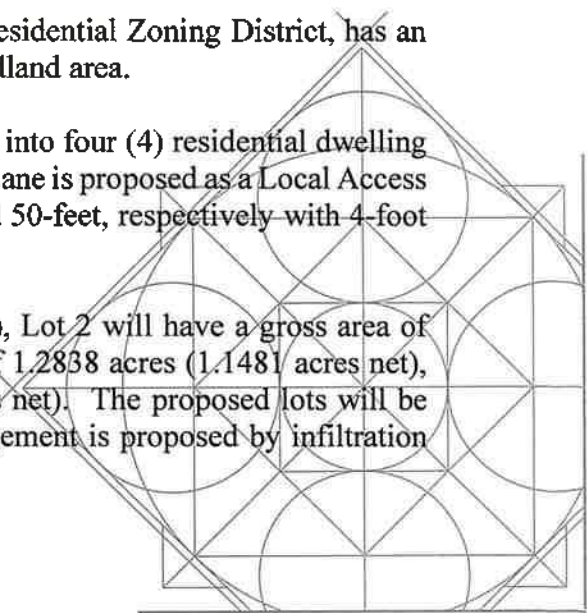 esidential Zoning District, has an
lland area.
into four (4) residential dwelling
ane is proposed as a Local Access
50-feet, respectively with 4-foot
Lot 2 will have a gross area of
1.2838 acres (1.1481 acres net),
net). The proposed lots will be
ement is proposed by infiltration